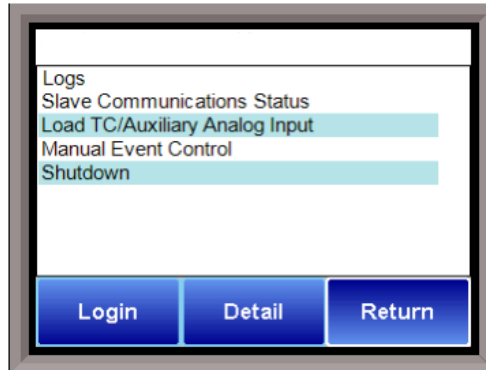 Logs
Slave Communications Status
Load TC/Auxiliary Analog Input
Manual Event Control
Shutdown
Login Detail Return